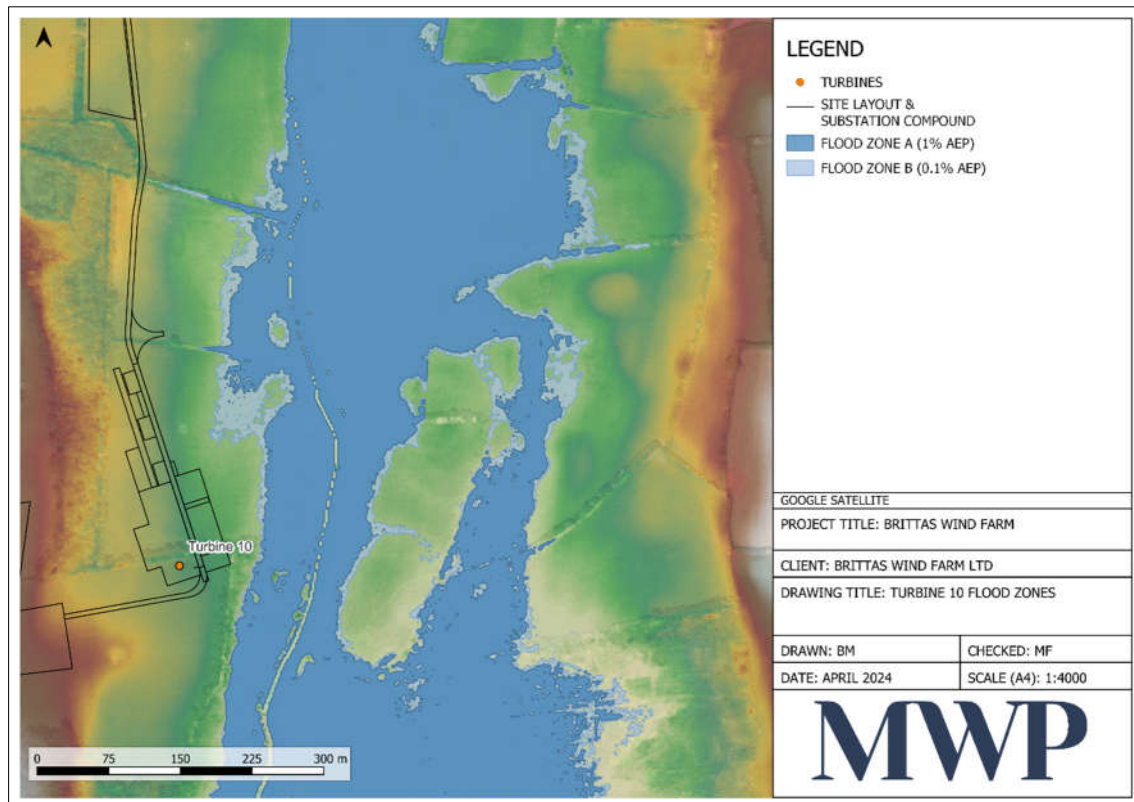 LEGEND
TURBINES
SITE LAYOUT &
SUBSTATION COMPOUND
FLOOD ZONE A (1% AEP)
FLOOD ZONE B (0.1% AEP)
Turbine 10
0 75 150 225 300 m
GOOGLE SATELLITE
PROJECT TITLE: BRITTAS WIND FARM
CLIENT: BRITTAS WIND FARM LTD
DRAWING TITLE: TURBINE 10 FLOOD ZONES
DRAWN: BM
CHECKED: MF
DATE: APRIL 2024
SCALE (A4): 1:4000
MWP